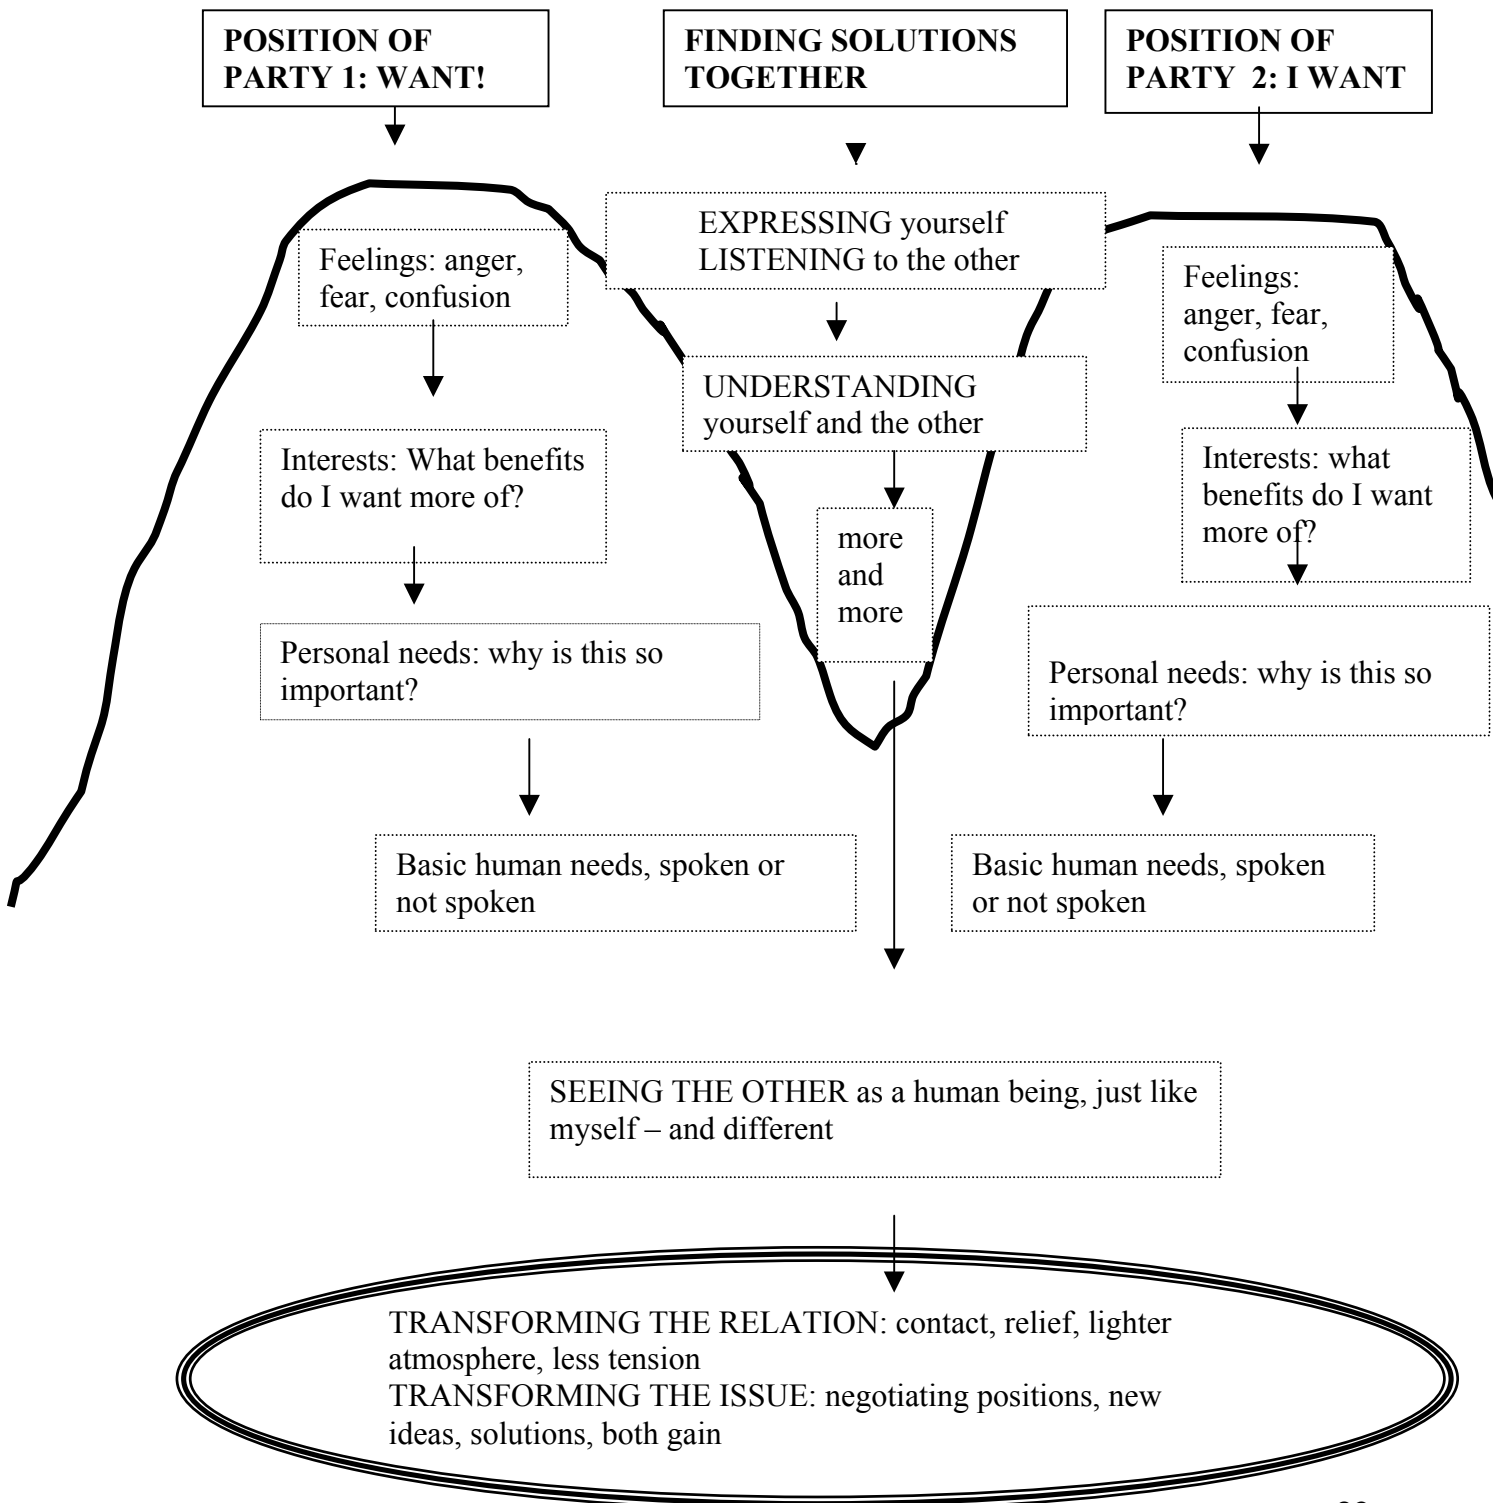 POSITION OF
PARTY 1: WANT!
FINDING SOLUTIONS
TOGETHER
POSITION OF
PARTY  2: I WANT
EXPRESSING yourself
LISTENING to the other
Feelings: anger,
fear, confusion
Feelings:
anger, fear,
confusion
UNDERSTANDING
yourself and the other
Interests: What benefits
do I want more of?
Interests: what
benefits do I want
more of?
more
and
more
Personal needs: why is this so
important?
Personal needs: why is this so
important?
Basic human needs, spoken or
not spoken
Basic human needs, spoken
or not spoken
SEEING THE OTHER as a human being, just like
myself – and different
TRANSFORMING THE RELATION: contact, relief, lighter
atmosphere, less tension
TRANSFORMING THE ISSUE: negotiating positions, new
ideas, solutions, both gain